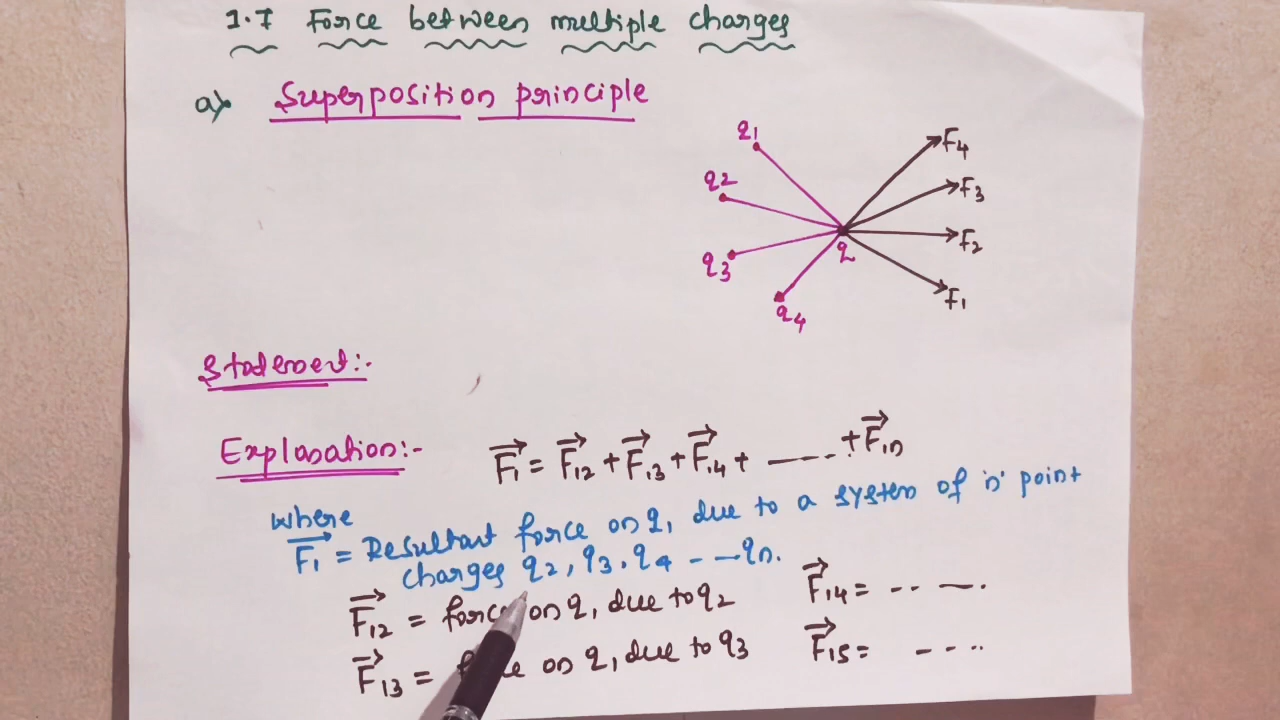 1.7 Force between multiple charges
a) Superposition principle
q1
q2
q3
q4
q
F4
F3
F2
F1
Statement:-
Explanation:- F1 = F12 + F13 + F14 + ---- + F1n
where
F1 = Resultant force on q1 due to a system of 'n' point
charges q2, q3, q4 - - qn.
F12 = force on q1 due to q2 F14 = -- -.
F13 = force on q1 due to q3 F15 = - - - -